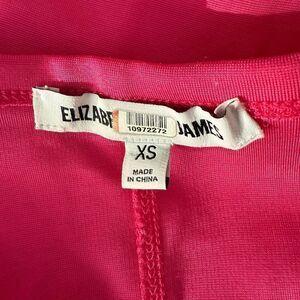 ELIZAB JAMES
10972272
XS
MADE
IN CHINA